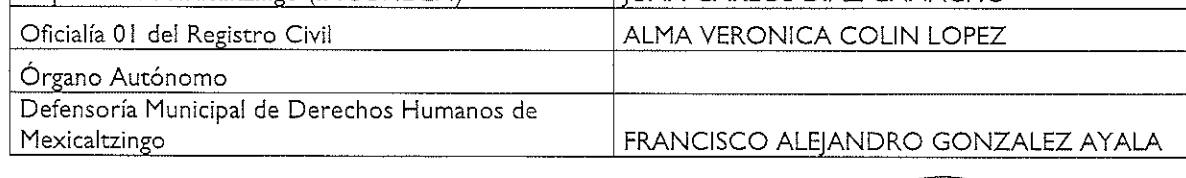 Oficialía 01 del Registro Civil ALMA VERONICA COLIN LOPEZ
Órgano Autónomo
Defensoría Municipal de Derechos Humanos de
Mexicaltzingo FRANCISCO ALEJANDRO GONZALEZ AYALA